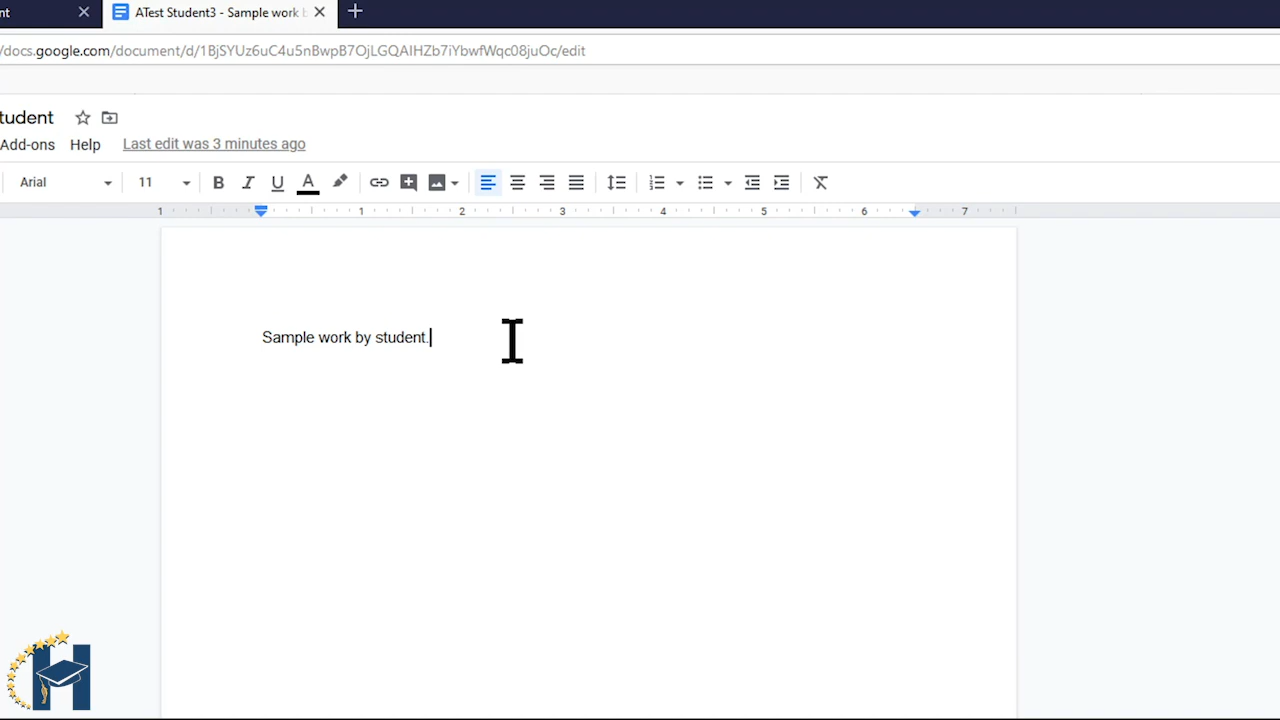 nt
ATest Student3 - Sample work b
/docs.google.com/document/d/1BjSYUz6uC4u5nBwpB7OjLGQAIHZb7iYbwfWqc08juOc/edit
tudent
Add-ons Help Last edit was 3 minutes ago
Arial 11 B I U A
1 1 2 3 4 5 6 7
Sample work by student.
H